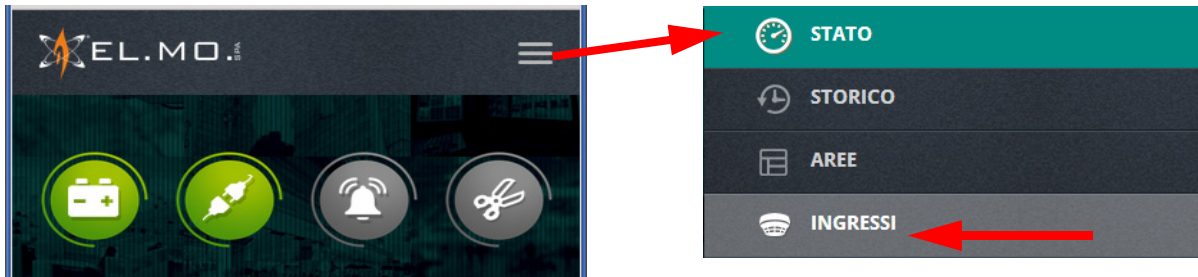 EL.MO. SPA
STATO
STORICO
AREE
INGRESSI